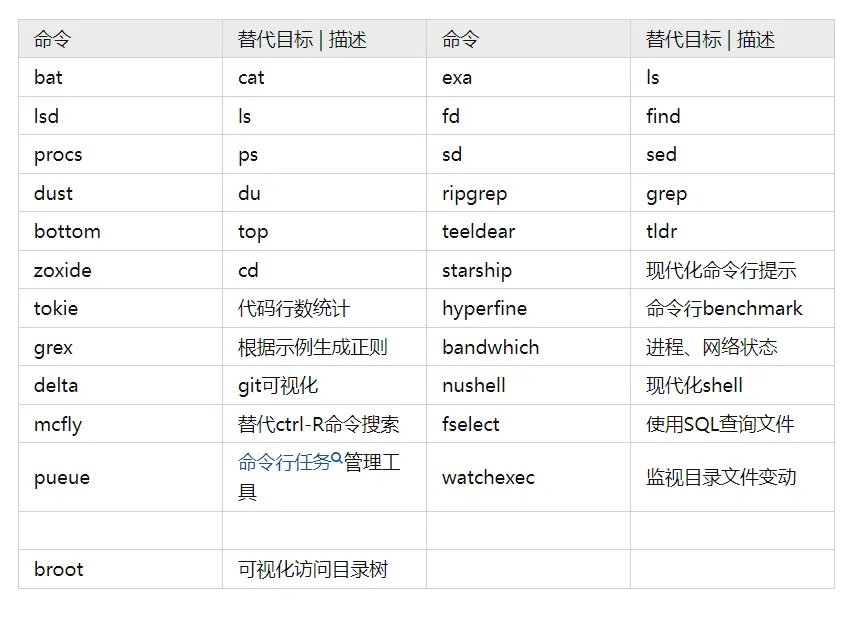 命令 替代目标 | 描述 命令 替代目标 | 描述
bat cat exa ls
lsd ls fd find
procs ps sd sed
dust du ripgrep grep
bottom top teeldear tldr
zoxide cd starship 现代化命令行提示
tokie 代码行数统计 hyperfine 命令行benchmark
grex 根据示例生成正则 bandwhich 进程、网络状态
delta git可视化 nushell 现代化shell
mcfly 替代ctrl-R命令搜索 fselect 使用SQL查询文件
pueue 命令行任务管理工 watchexec 监视目录文件变动
具
broot 可视化访问目录树